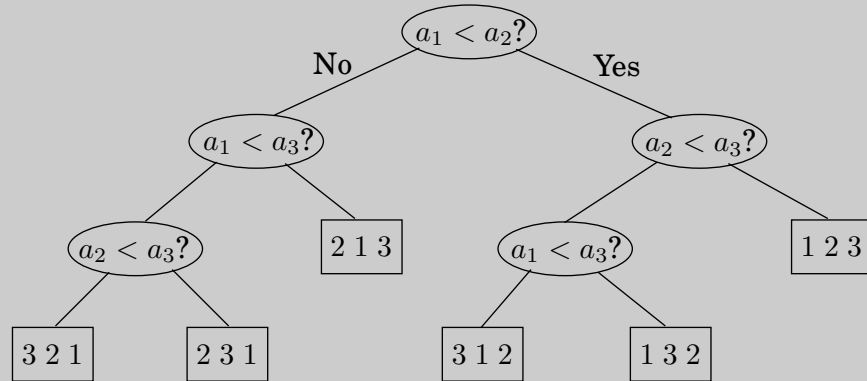 a₁ < a₂?
No Yes
a₁ < a₃? a₂ < a₃?
a₂ < a₃? 2 1 3 a₁ < a₃? 1 2 3
3 2 1 2 3 1 3 1 2 1 3 2